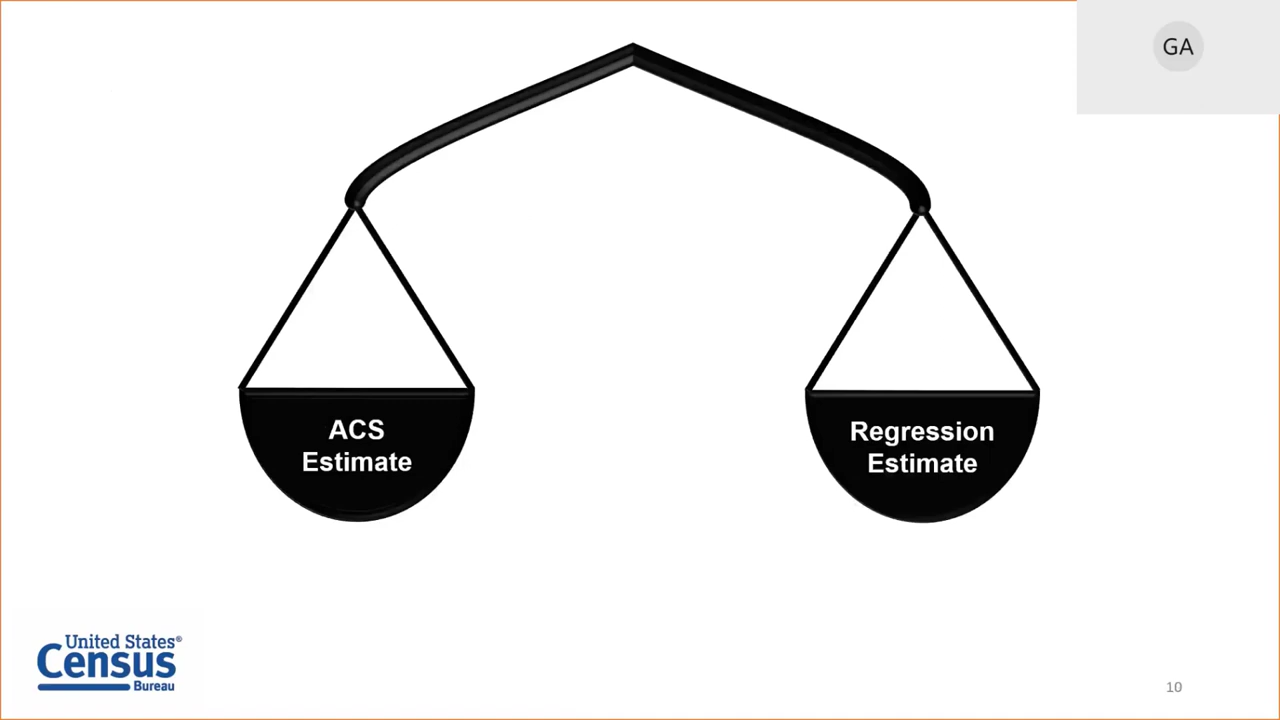 GA
ACS
Estimate
Regression
Estimate
United States®
Census
Bureau
10